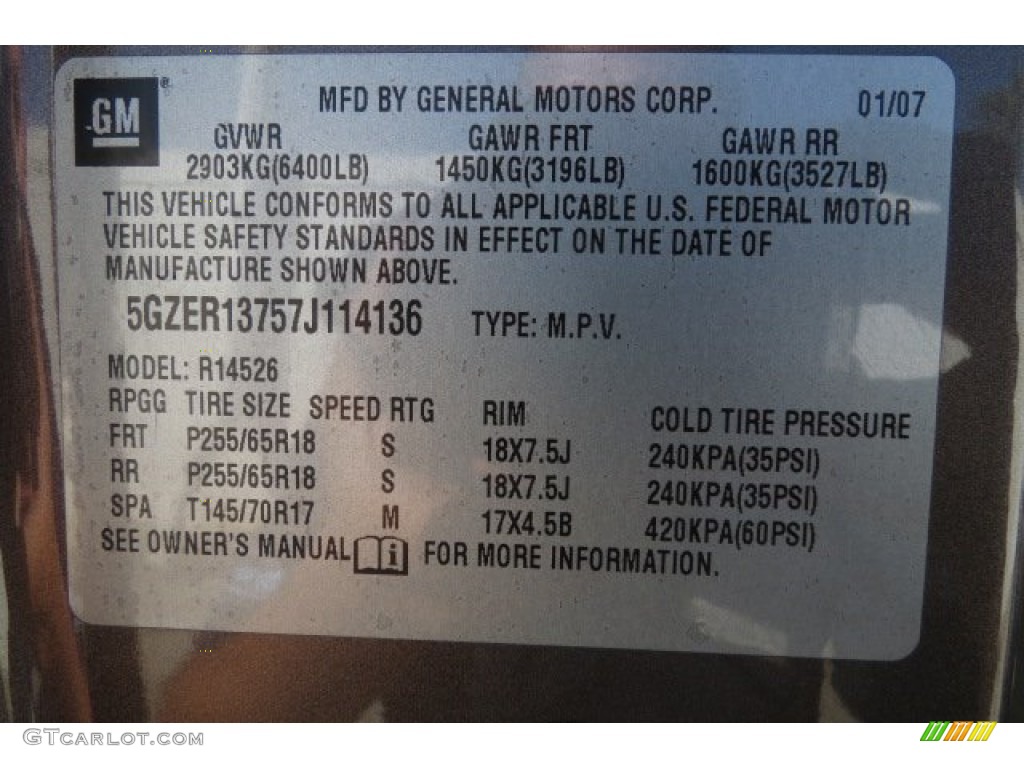 GM ® MFD BY GENERAL MOTORS CORP. 01/07
GVWR GAWR FRT GAWR RR
2903KG(6400LB) 1450KG(3196LB) 1600KG(3527LB)
THIS VEHICLE CONFORMS TO ALL APPLICABLE U.S. FEDERAL MOTOR
VEHICLE SAFETY STANDARDS IN EFFECT ON THE DATE OF
MANUFACTURE SHOWN ABOVE.
5GZER13757J114136 TYPE: M.P.V.
MODEL: R14526
RPGG TIRE SIZE SPEED RTG RIM COLD TIRE PRESSURE
FRT P255/65R18 S 18X7.5J 240KPA(35PSI)
RR P255/65R18 S 18X7.5J 240KPA(35PSI)
SPA T145/70R17 M 17X4.5B 420KPA(60PSI)
SEE OWNER'S MANUAL i FOR MORE INFORMATION.
GTCarlot.com